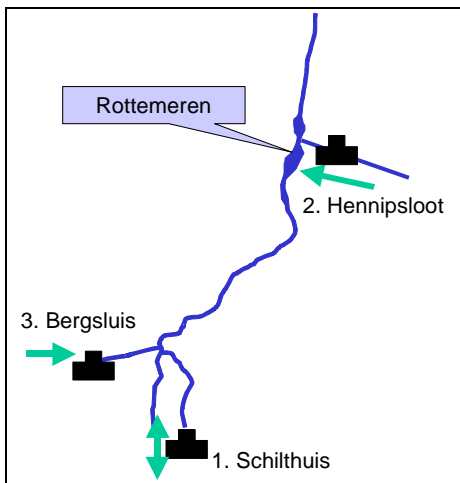 Rottemeren
2. Hennipsloot
3. Bergsluis
1. Schilthuis